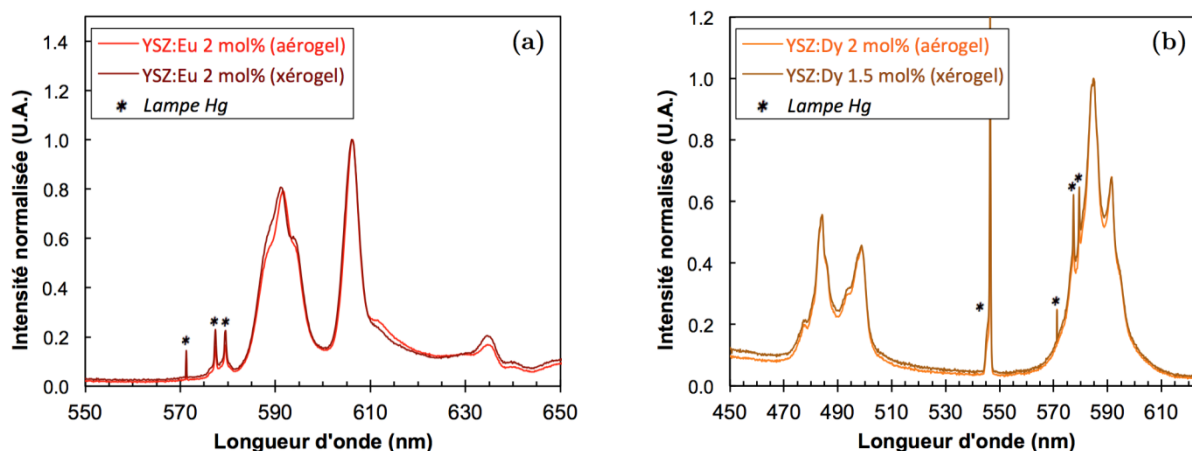 (a)
YSZ:Eu 2 mol% (aérogel)
YSZ:Eu 2 mol% (xérogel)
* Lampe Hg
Intensité normalisée (U.A.)
1.4
1.2
1.0
0.8
0.6
0.4
0.2
0.0
* * *
550 570 590 610 630 650
Longueur d'onde (nm)
(b)
YSZ:Dy 2 mol% (aérogel)
YSZ:Dy 1.5 mol% (xérogel)
* Lampe Hg
Intensité normalisée (U.A.)
1.2
1.0
0.8
0.6
0.4
0.2
0.0
* * * *
450 470 490 510 530 550 570 590 610
Longueur d'onde (nm)